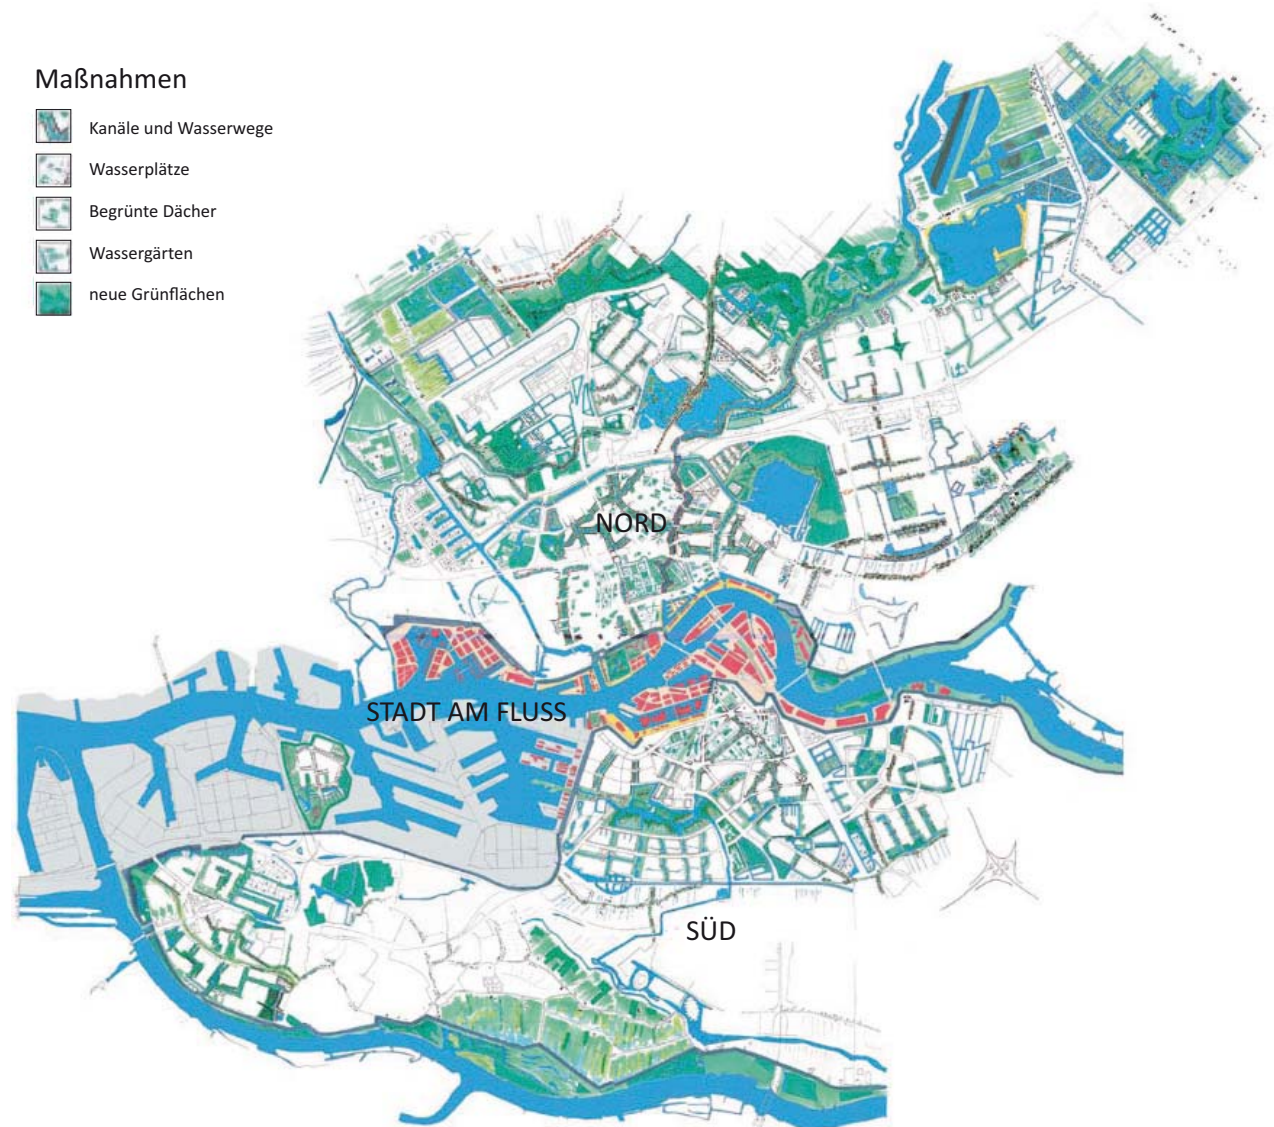 Maßnahmen
Kanäle und Wasserwege
Wasserplätze
Begrünte Dächer
Wassergärten
neue Grünflächen
NORD
STADT AM FLUSS
SÜD